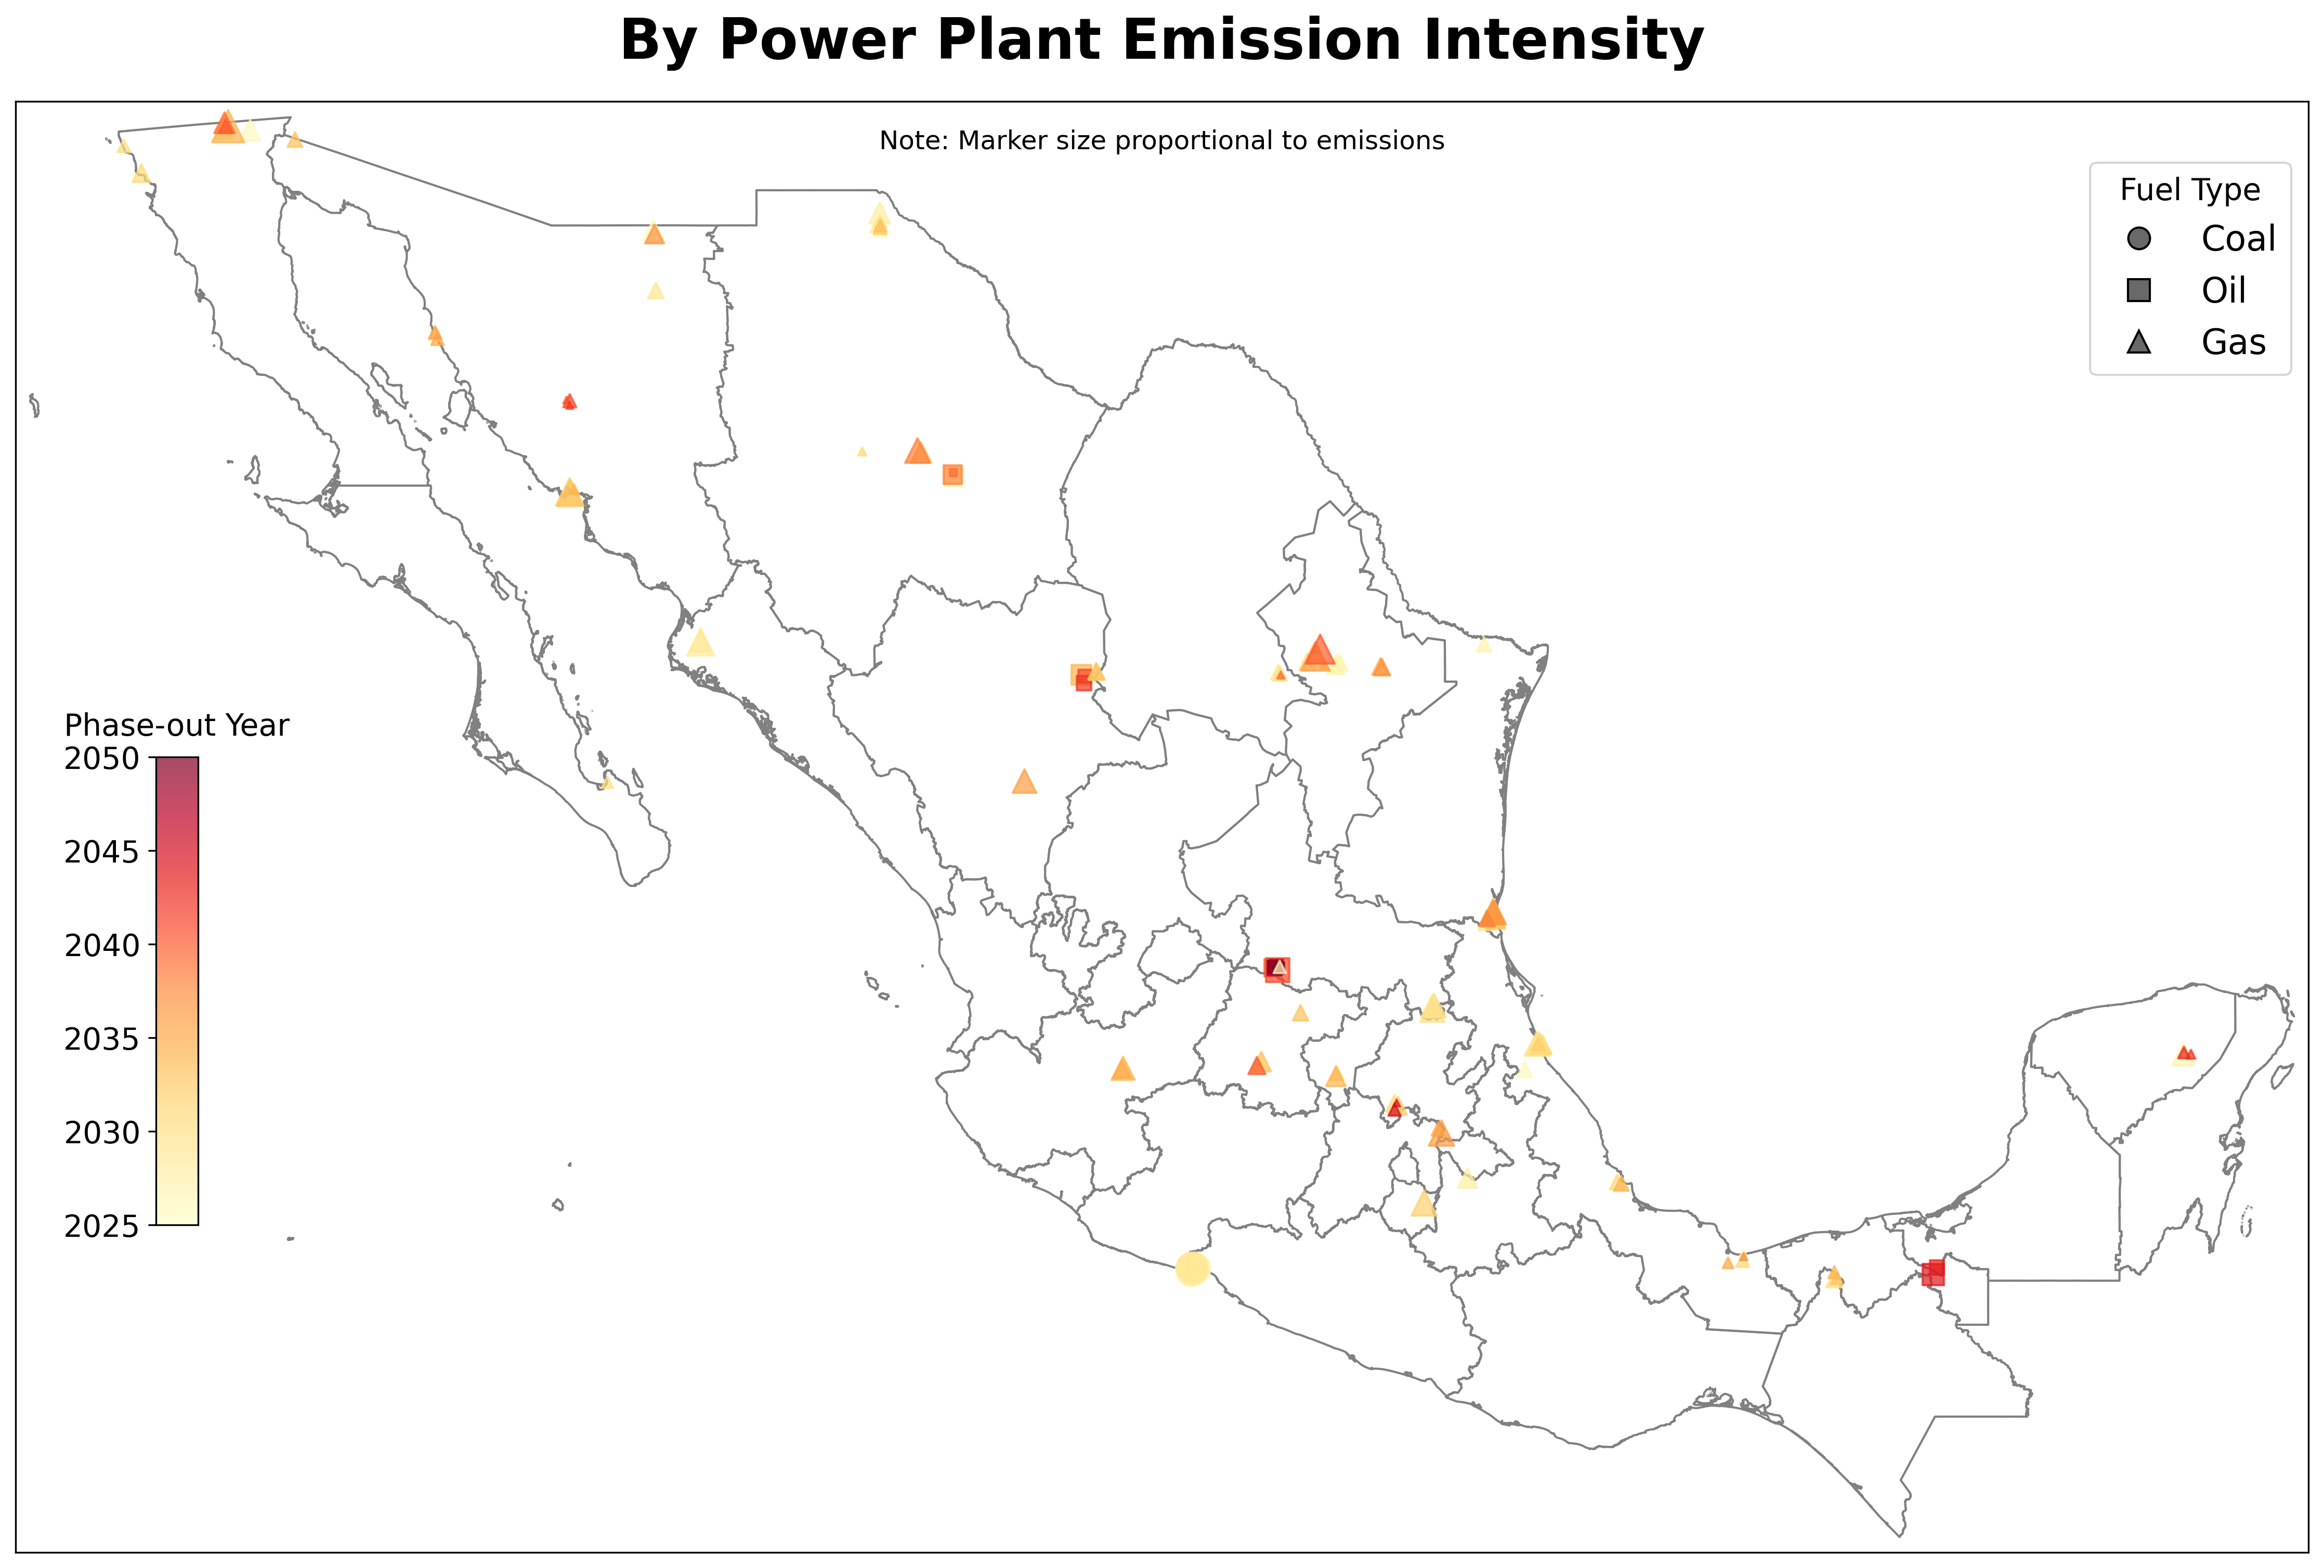 By Power Plant Emission Intensity
Note: Marker size proportional to emissions
Fuel Type
Coal
Oil
Gas
Phase-out Year
2050
2045
2040
2035
2030
2025